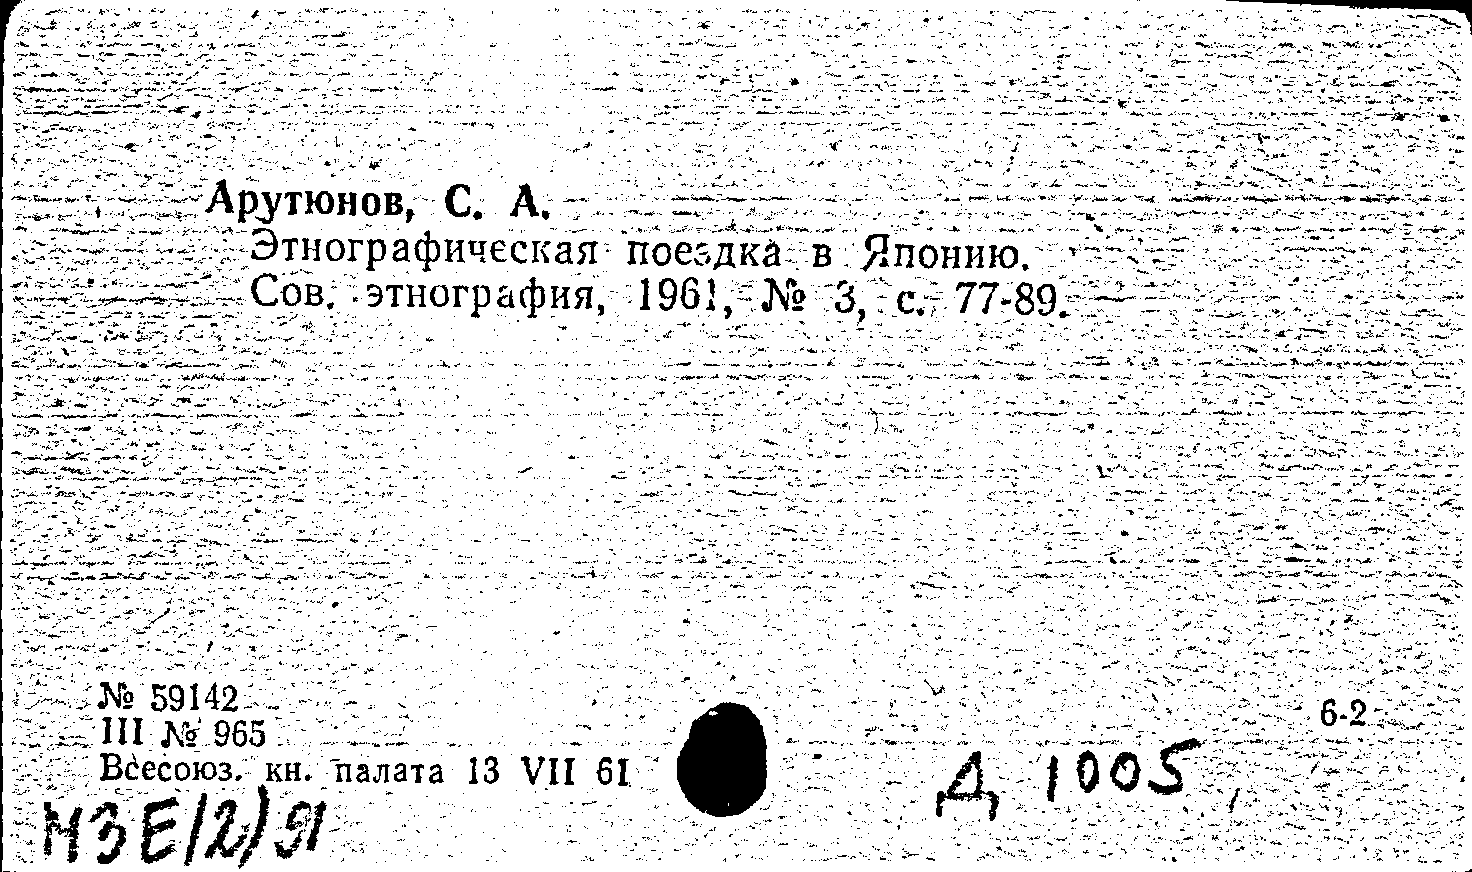 Арутюнов, С. А.
Этнографическая поездка в Японию.
Сов. этнография, 1961, № 3, с. 77-89.
№ 59142
III № 965
6-2
Всесоюз. кн. палата 13 VII 61
Д 1005
М3Е/2/91